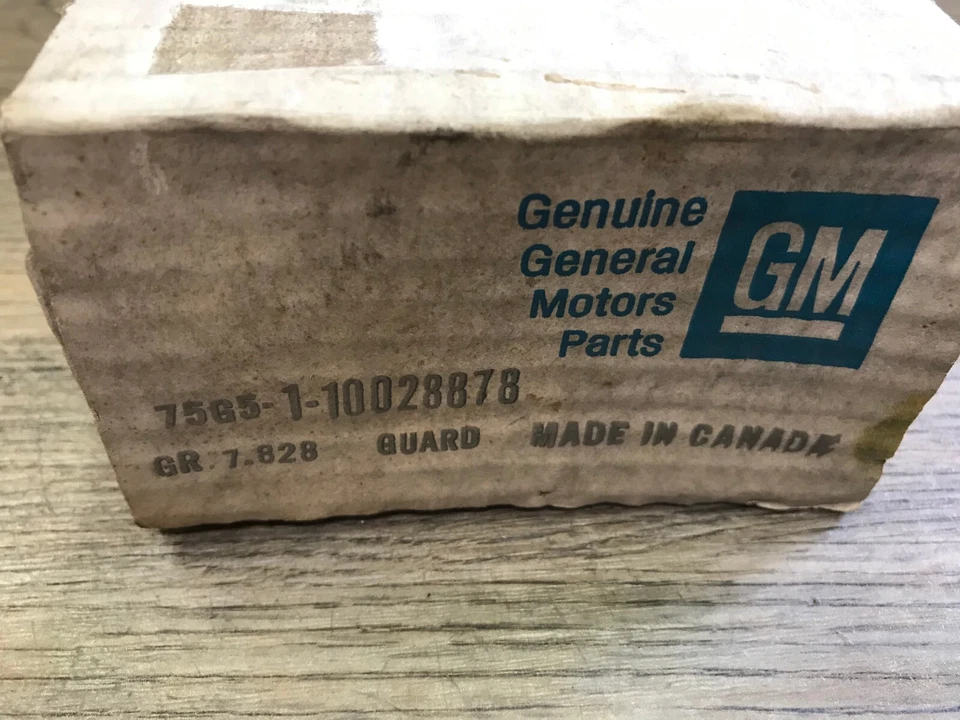 Genuine
General
Motors
Parts
GM
75G5-1-10028878
GR. 7.828 GUARD MADE IN CANADA